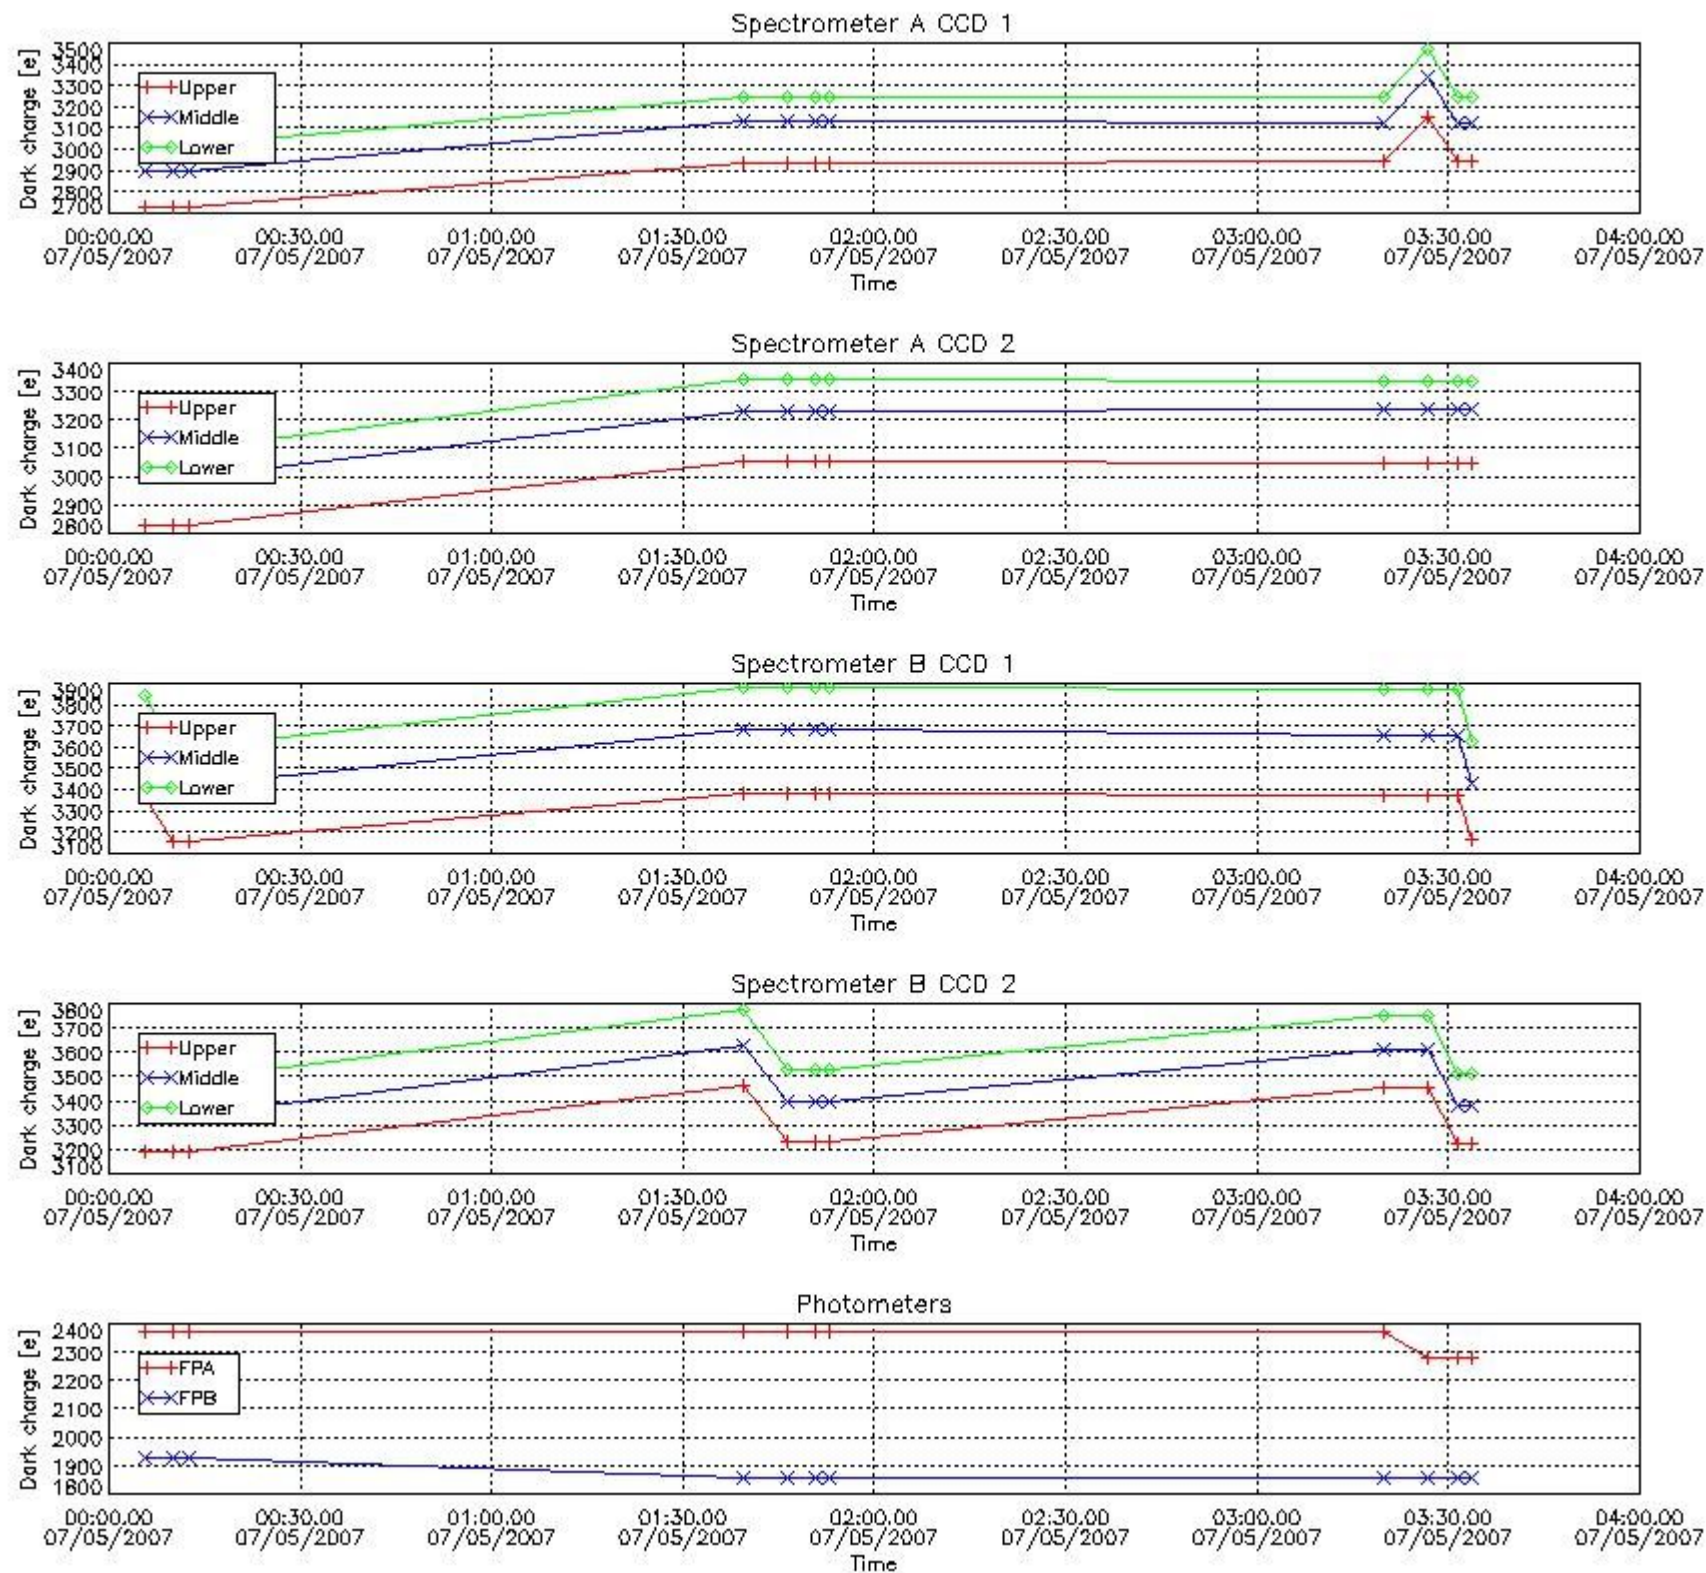 Spectrometer A CCD 1
Dark charge [e]
3500
3400
3300
3200
3100
3000
2900
2800
2700
Upper
Middle
Lower
00:00.00 00:30.00 01:00.00 01:30.00 02:00.00 02:30.00 03:00.00 03:30.00 04:00.00
07/05/2007 07/05/2007 07/05/2007 07/05/2007 07/05/2007 07/05/2007 07/05/2007 07/05/2007 07/05/2007
Time
Spectrometer A CCD 2
Dark charge [e]
3400
3300
3200
3100
3000
2900
2800
Upper
Middle
Lower
00:00.00 00:30.00 01:00.00 01:30.00 02:00.00 02:30.00 03:00.00 03:30.00 04:00.00
07/05/2007 07/05/2007 07/05/2007 07/05/2007 07/05/2007 07/05/2007 07/05/2007 07/05/2007 07/05/2007
Time
Spectrometer B CCD 1
Dark charge [e]
3900
3800
3700
3600
3500
3400
3300
3200
3100
Upper
Middle
Lower
00:00.00 00:30.00 01:00.00 01:30.00 02:00.00 02:30.00 03:00.00 03:30.00 04:00.00
07/05/2007 07/05/2007 07/05/2007 07/05/2007 07/05/2007 07/05/2007 07/05/2007 07/05/2007 07/05/2007
Time
Spectrometer B CCD 2
Dark charge [e]
3800
3700
3600
3500
3400
3300
3200
3100
Upper
Middle
Lower
00:00.00 00:30.00 01:00.00 01:30.00 02:00.00 02:30.00 03:00.00 03:30.00 04:00.00
07/05/2007 07/05/2007 07/05/2007 07/05/2007 07/05/2007 07/05/2007 07/05/2007 07/05/2007 07/05/2007
Time
Photometers
Dark charge [e]
2400
2300
2200
2100
2000
1900
1800
FPA
FPB
00:00.00 00:30.00 01:00.00 01:30.00 02:00.00 02:30.00 03:00.00 03:30.00 04:00.00
07/05/2007 07/05/2007 07/05/2007 07/05/2007 07/05/2007 07/05/2007 07/05/2007 07/05/2007 07/05/2007
Time